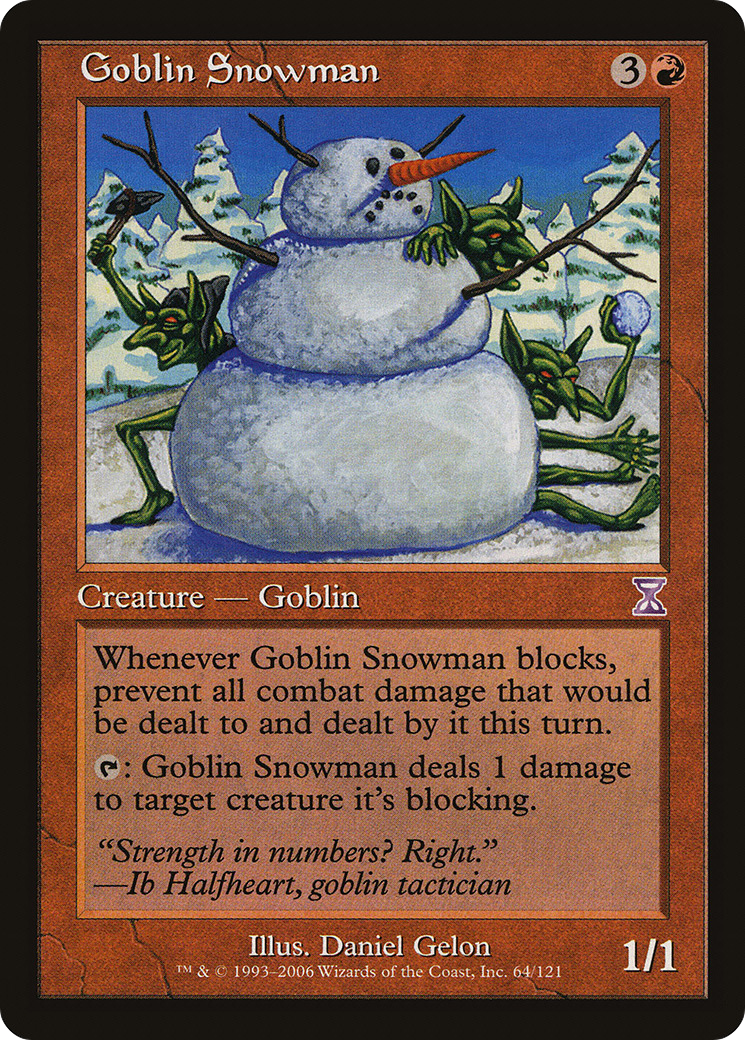 Goblin Snowman 3
Creature — Goblin
Whenever Goblin Snowman blocks,
prevent all combat damage that would
be dealt to and dealt by it this turn.
: Goblin Snowman deals 1 damage
to target creature it's blocking.
“Strength in numbers? Right.”
—Ib Halfheart, goblin tactician
Illus. Daniel Gelon
™ & © 1993–2006 Wizards of the Coast, Inc. 64/121
1/1